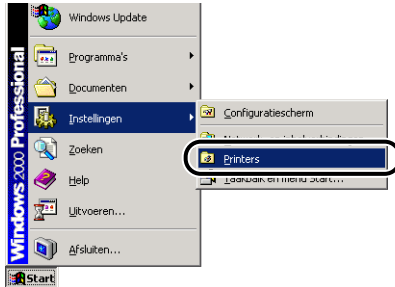 Windows 2000 Professional
Windows Update
Programma's
Documenten
Instellingen
Configuratiescherm
Printers
Taakbalk en menu Start...
Zoeken
Help
Uitvoeren...
Afsluiten...
Start